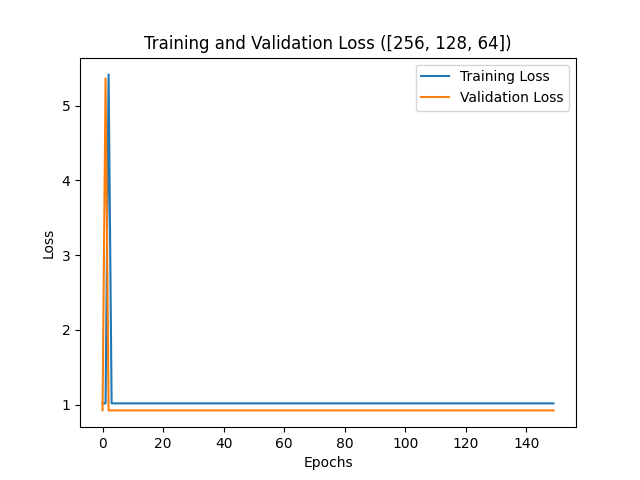 Training and Validation Loss ([256, 128, 64])
Training Loss
Validation Loss
5
4
3
2
1
Loss
0 20 40 60 80 100 120 140
Epochs